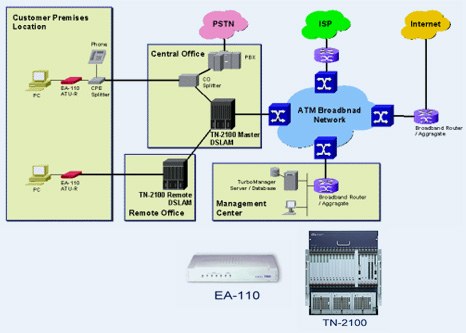 Customer Premises
Location
PSTN
ISP
Internet
Phone
Central Office
PBX
PC
EA-110
ATU-R
CPE
Splitter
CO
Splitter
ATM Broadbnad
Network
TN-2100 Master
DSLAM
Broadband Router
/ Aggregate
PC
EA-110
ATU-R
TN-2100 Remote
DSLAM
Remote Office
TurboManager
Server / Database
Broadband Router
/ Aggregate
Management
Center
EA-110
TN-2100